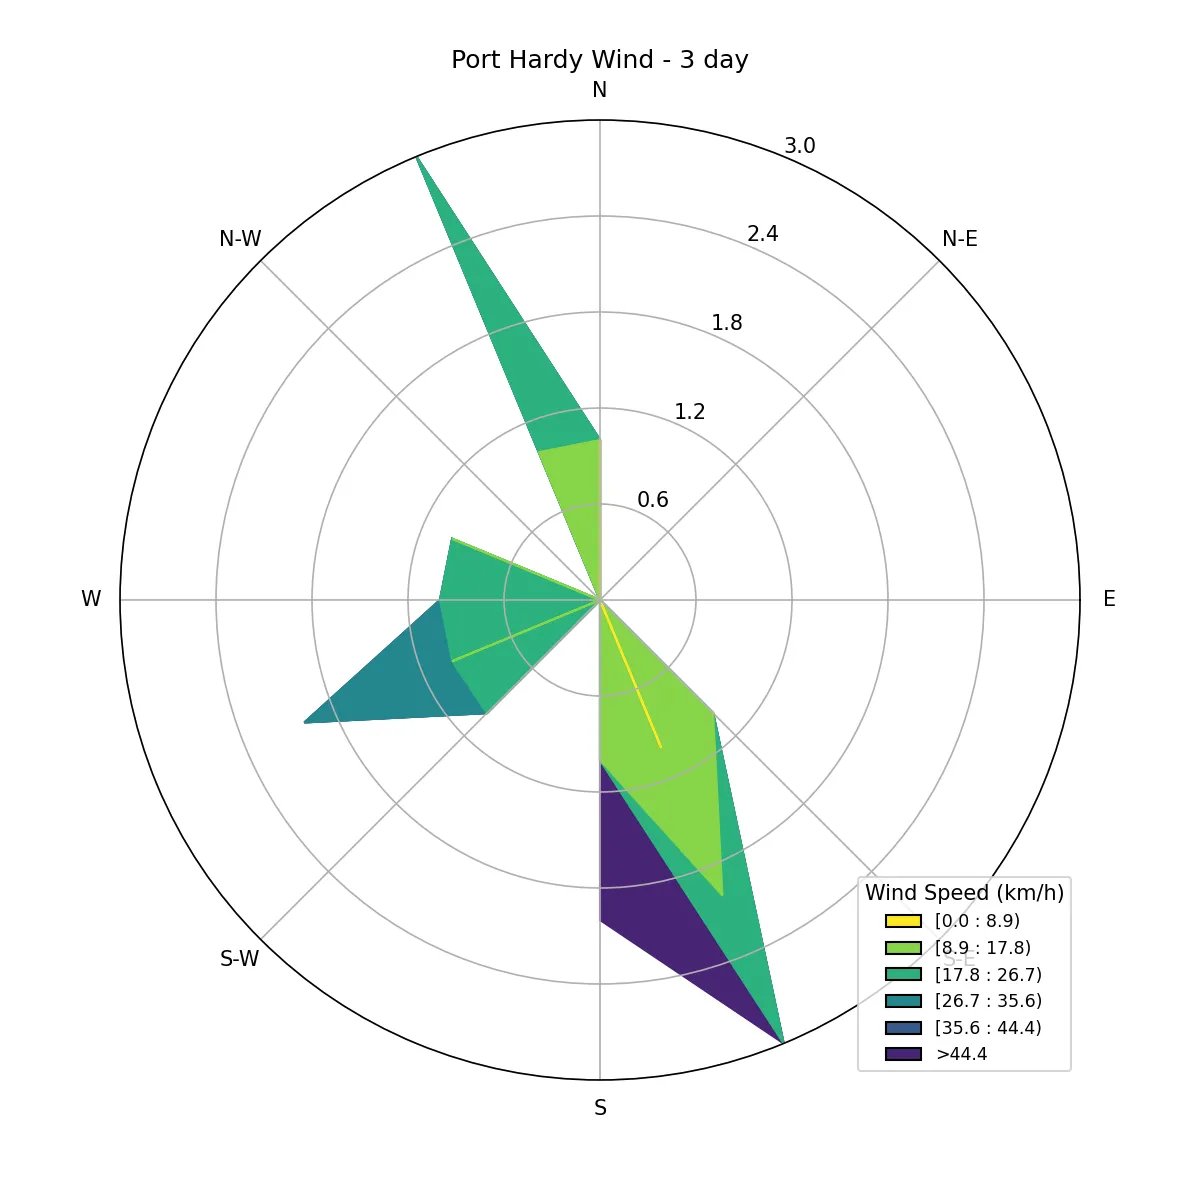 Port Hardy Wind - 3 day
N
3.0
N-W
2.4
N-E
1.8
1.2
0.6
W
E
Wind Speed (km/h)
[0.0 : 8.9)
[8.9 : 17.8)
S-W
S-E
[17.8 : 26.7)
[26.7 : 35.6)
[35.6 : 44.4)
>44.4
S